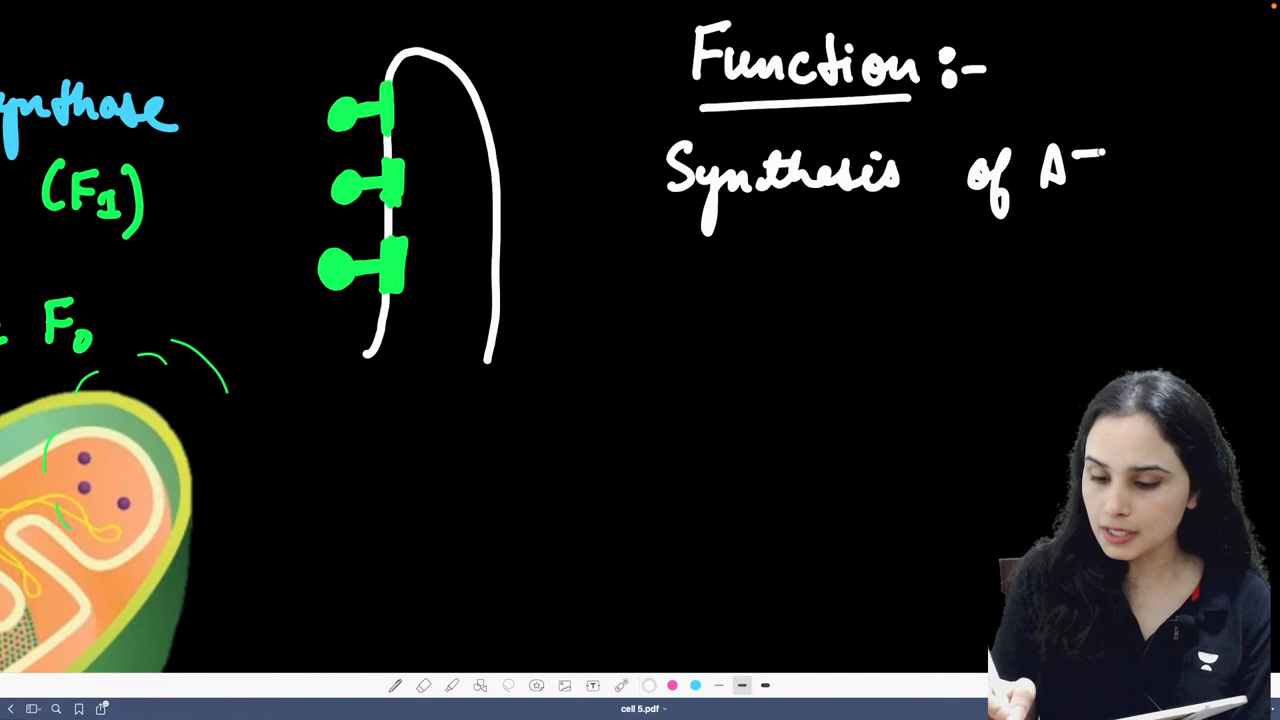 Function :-
Synthesis of A
ynthase
(F1)
F0
cell 5.pdf